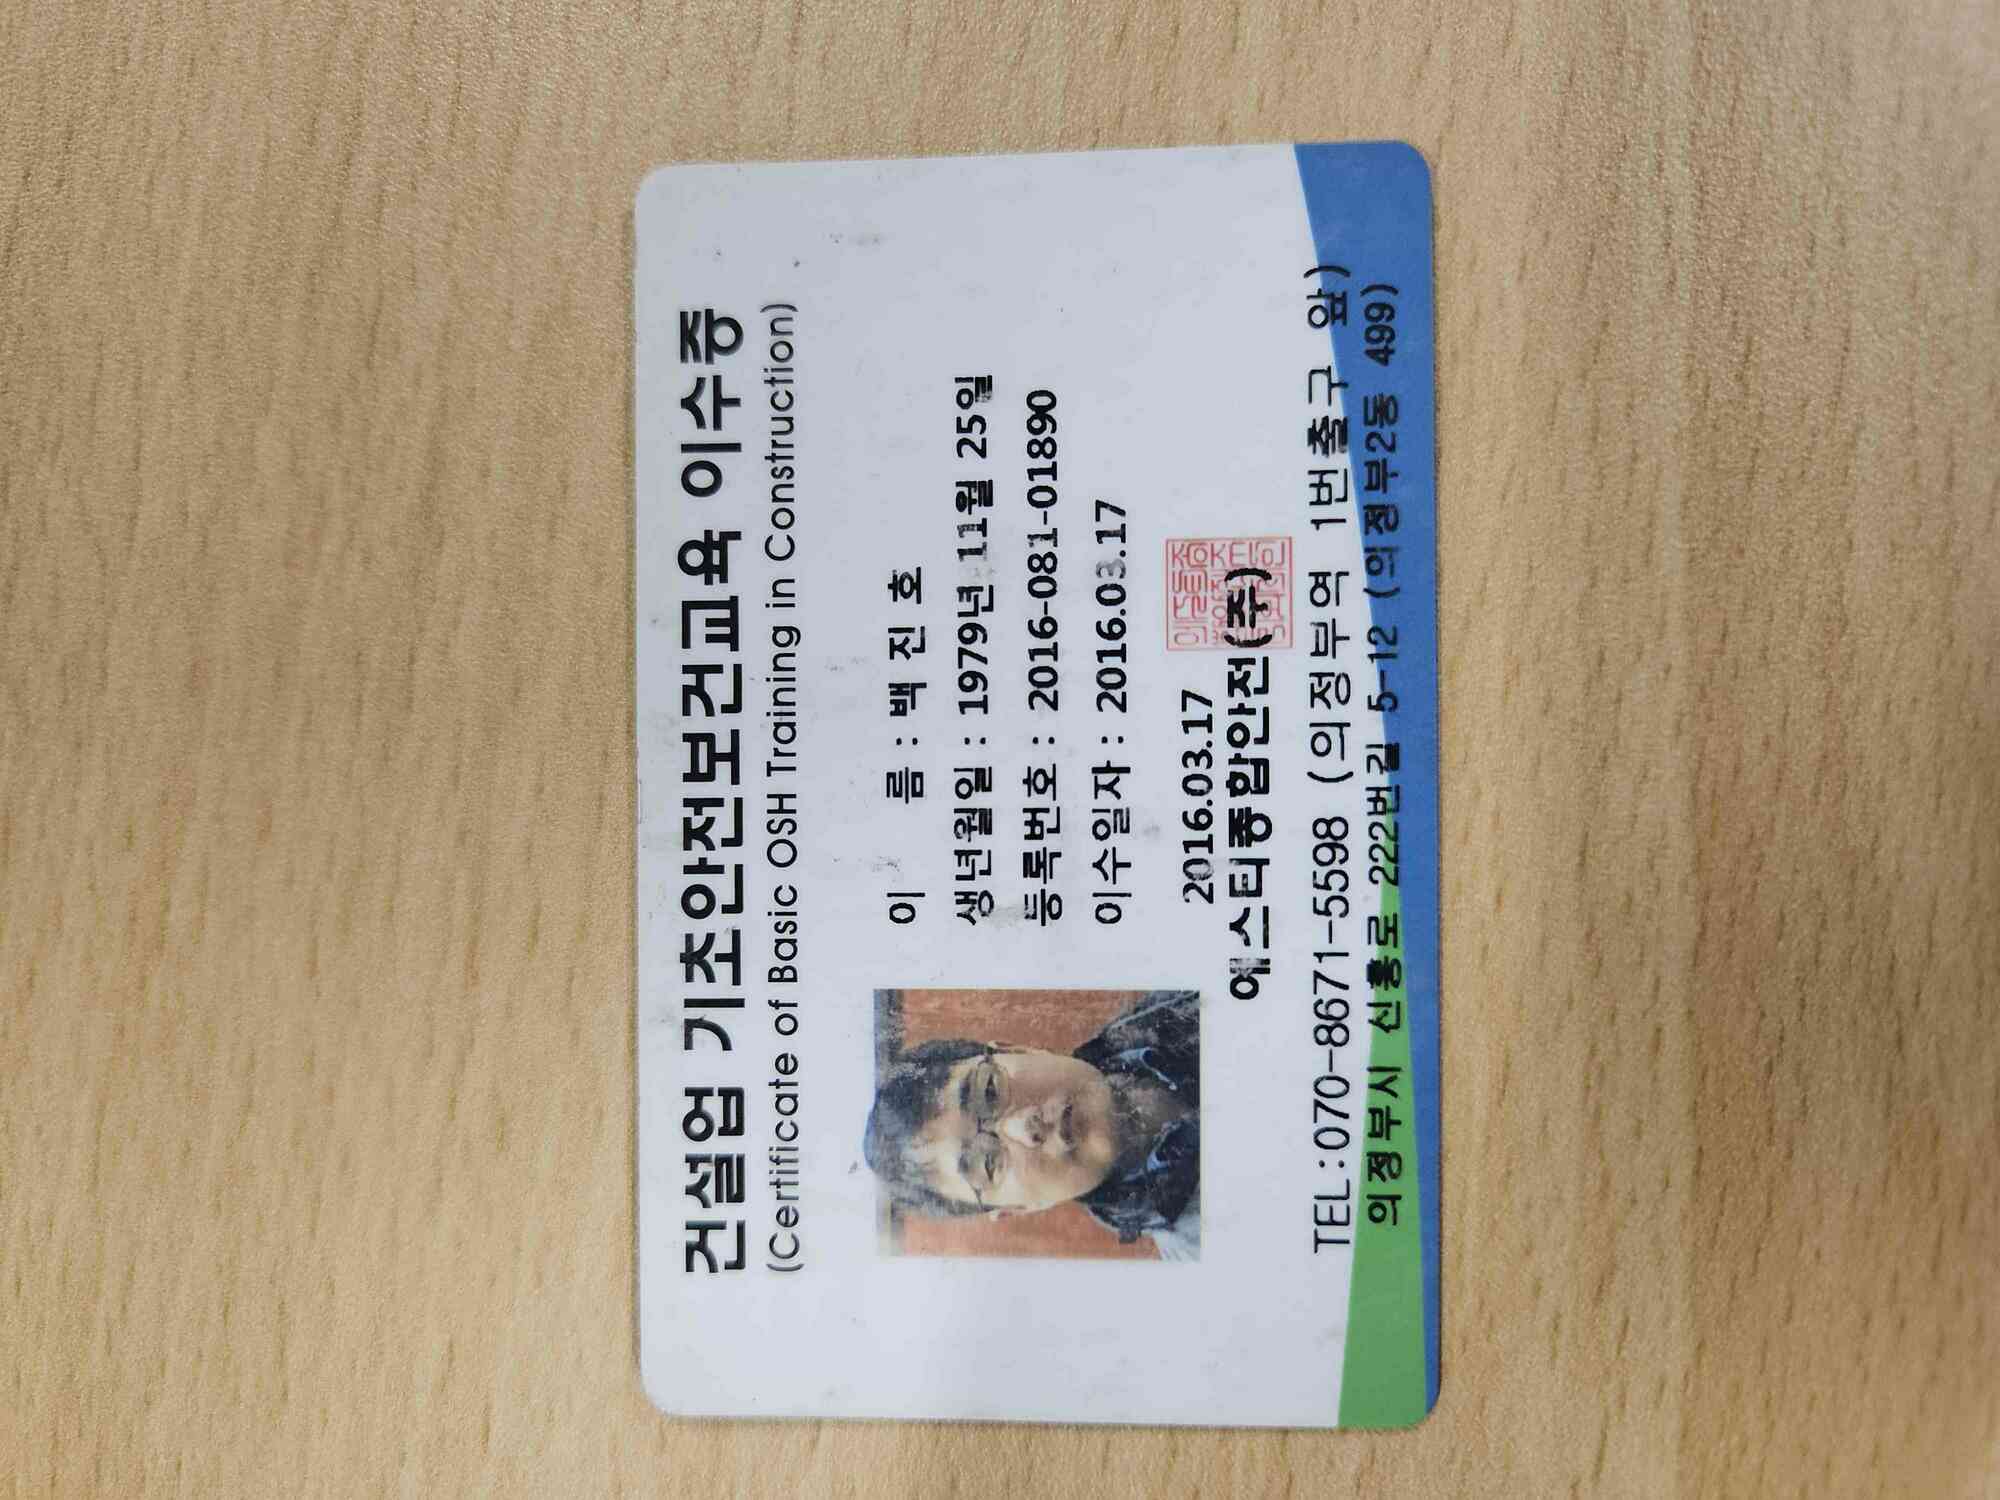 건설업 기초안전보건교육 이수증
(Certificate of Basic OSH Training in Construction)
이 름 : 백 진 호
생년월일 : 1979년 11월 25일
등록번호 : 2016-081-01890
이수일자 : 2016.03.17
2016.03.17
에스티종합안전(주)
TEL:070-8671-5598 (의정부역 1번출구 앞)
의정부시 신흥로 222번길 5-12 (의정부2동 499)